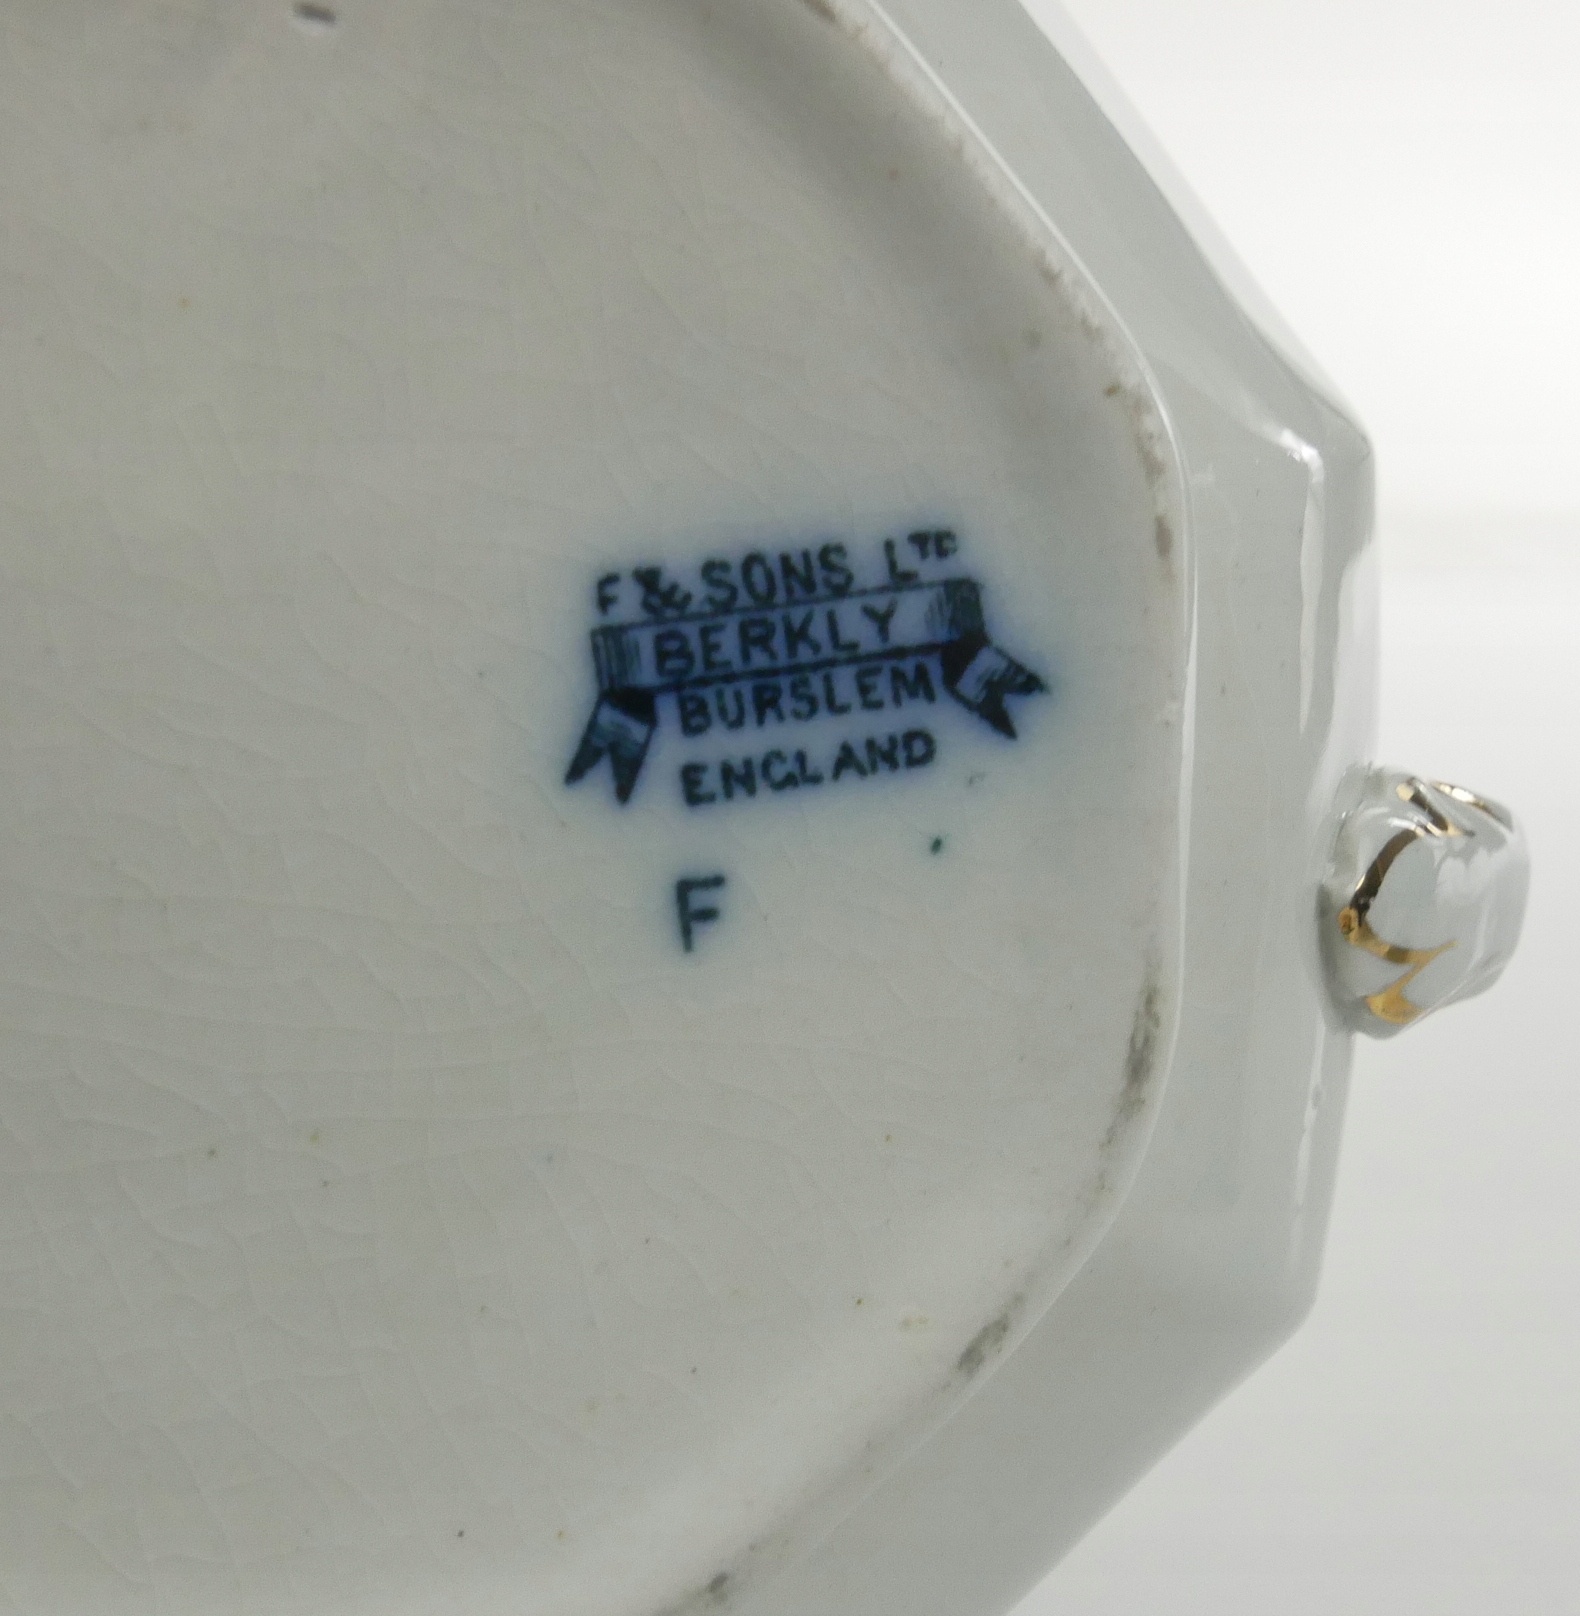 F & SONS LTD
BERKLY
BURSLEM
ENGLAND
F